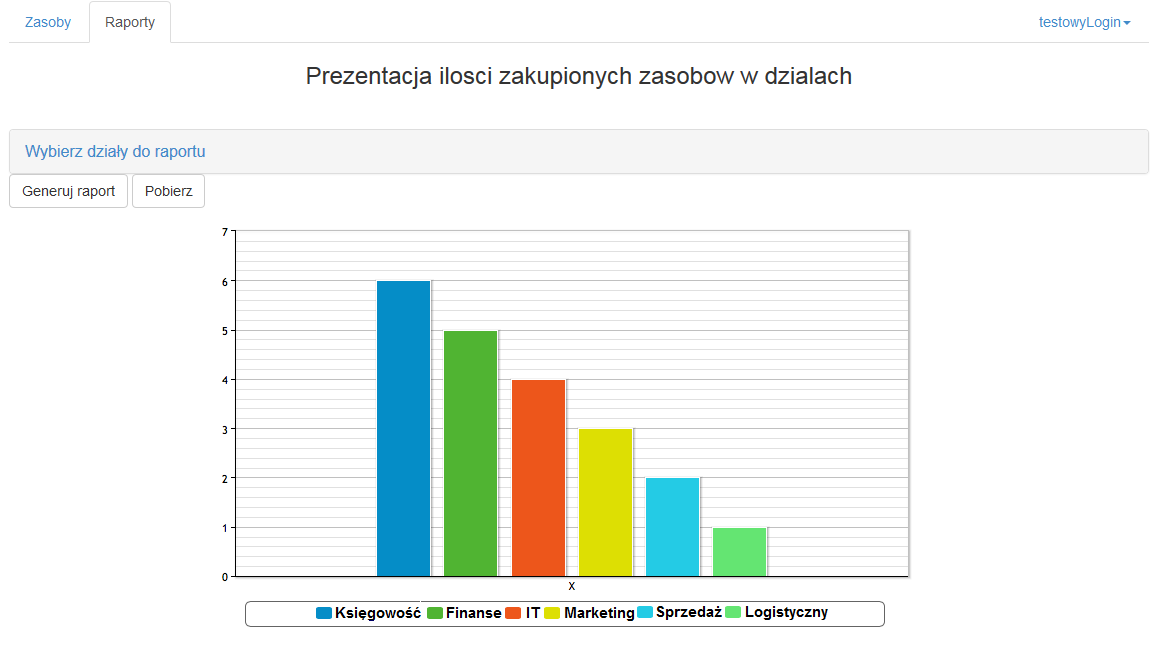 Zasoby Raporty testowyLogin
Prezentacja ilosci zakupionych zasobow w dzialach
Wybierz działy do raportu
Generuj raport Pobierz
7
6
5
4
3
2
1
0
X
Księgowość Finanse IT Marketing Sprzedaż Logistyczny